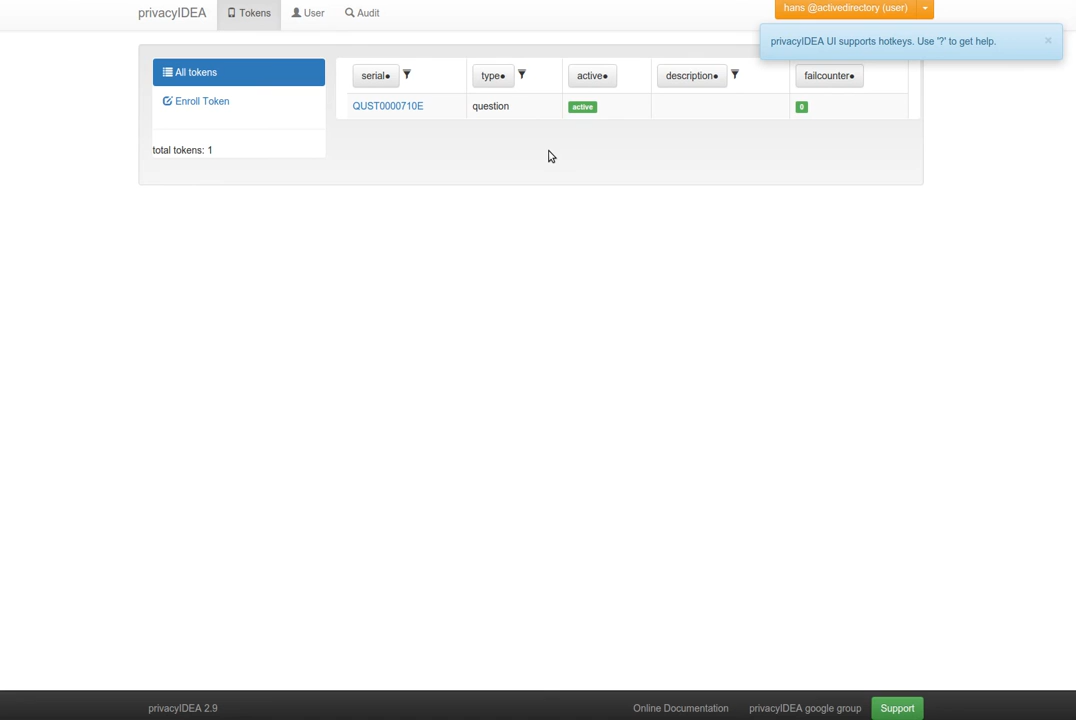 privacyIDEA Tokens User Audit hans @activedirectory (user)
privacyIDEA UI supports hotkeys. Use '?' to get help. ×
All tokens
Enroll Token
total tokens: 1
serial● type● active● description● failcounter●
QUST0000710E question active 0
privacyIDEA 2.9 Online Documentation privacyIDEA google group Support